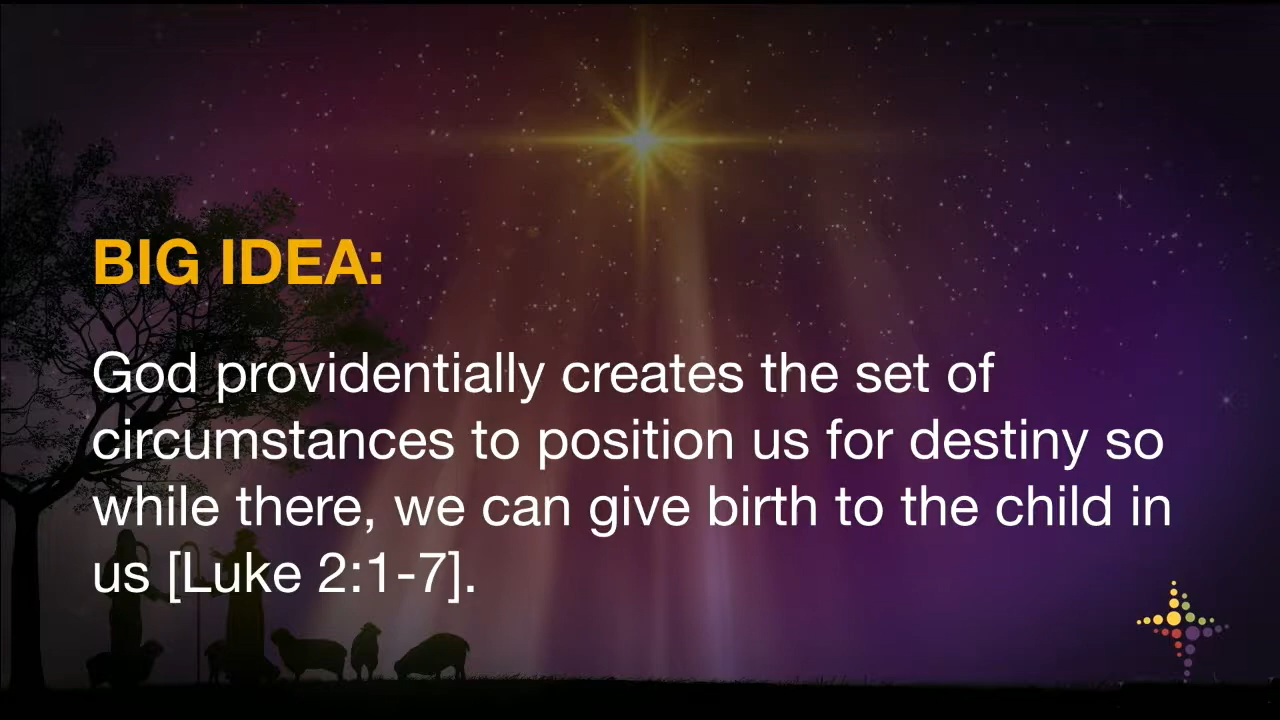 BIG IDEA:
God providentially creates the set of
circumstances to position us for destiny so
while there, we can give birth to the child in
us [Luke 2:1-7].